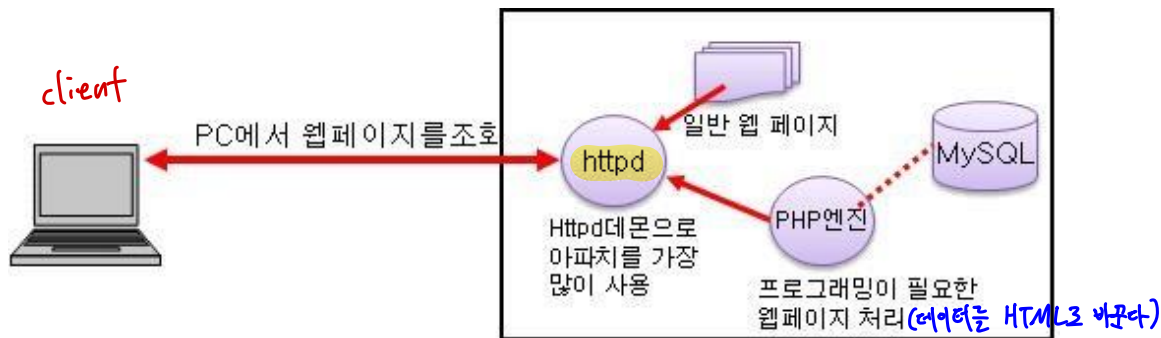 client
PC에서 웹페이지를조호
httpd
일반 웹 페이지
MySQL
PHP엔진
Httpd데몬으로
아파치를 가장
많이 사용
프로그래밍이 필요한
웹페이지 처리(데이터를 HTML로 바꾼다)